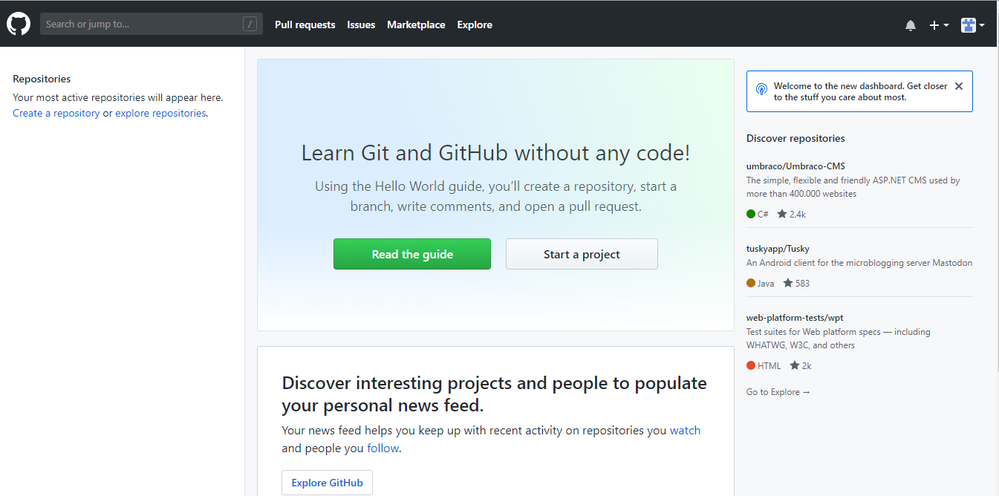 Search or jump to...
/
Pull requests
Issues
Marketplace
Explore
Repositories
Your most active repositories will appear here.
Create a repository or explore repositories.
Learn Git and GitHub without any code!
Using the Hello World guide, you’ll create a repository, start a
branch, write comments, and open a pull request.
Read the guide
Start a project
Discover interesting projects and people to populate
your personal news feed.
Your news feed helps you keep up with recent activity on repositories you watch
and people you follow.
Explore GitHub
Welcome to the new dashboard. Get closer
to the stuff you care about most.
Discover repositories
umbraco/Umbraco-CMS
The simple, flexible and friendly ASP.NET CMS used by
more than 400.000 websites
C# 2.4k
tuskyapp/Tusky
An Android client for the microblogging server Mastodon
Java 583
web-platform-tests/wpt
Test suites for Web platform specs — including
WHATWG, W3C, and others
HTML 2k
Go to Explore →